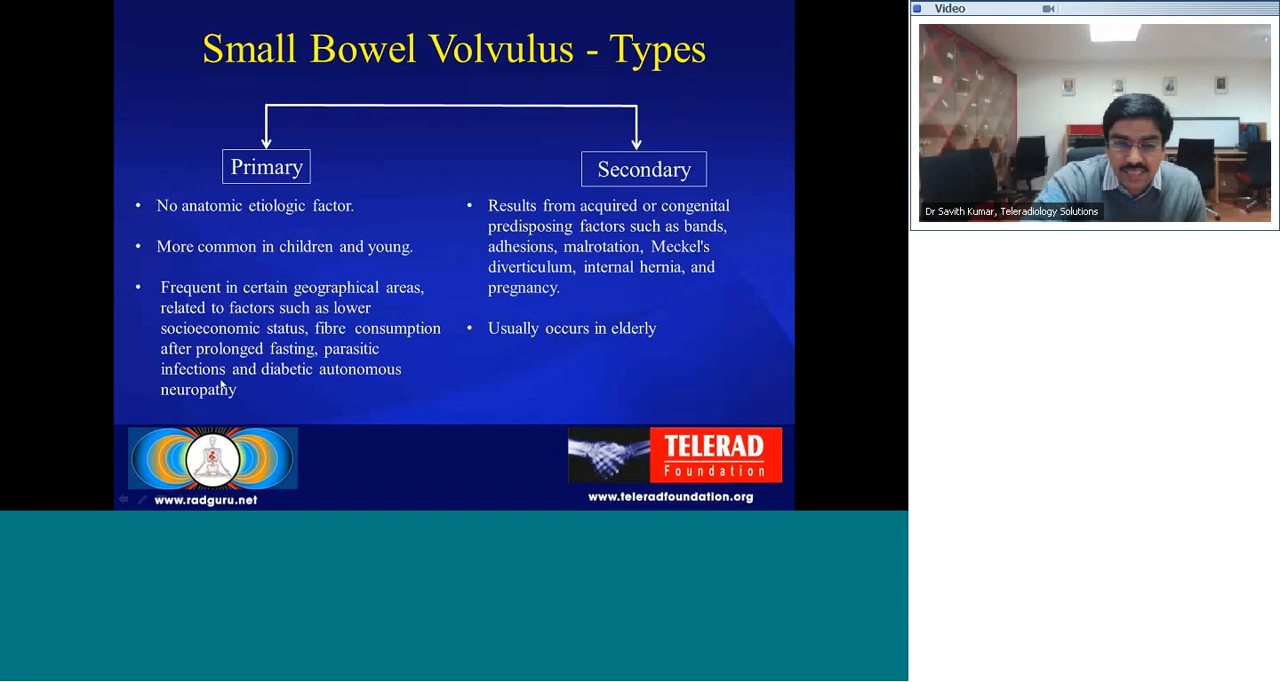 Small Bowel Volvulus - Types
Primary
• No anatomic etiologic factor.
• More common in children and young.
• Frequent in certain geographical areas,
related to factors such as lower
socioeconomic status, fibre consumption
after prolonged fasting, parasitic
infections and diabetic autonomous
neuropathy
Secondary
• Results from acquired or congenital
predisposing factors such as bands,
adhesions, malrotation, Meckel's
diverticulum, internal hernia, and
pregnancy.
• Usually occurs in elderly
www.radguru.net
TELERAD
Foundation
www.teleradfoundation.org
Video
Dr Savith Kumar, Teleradiology Solutions